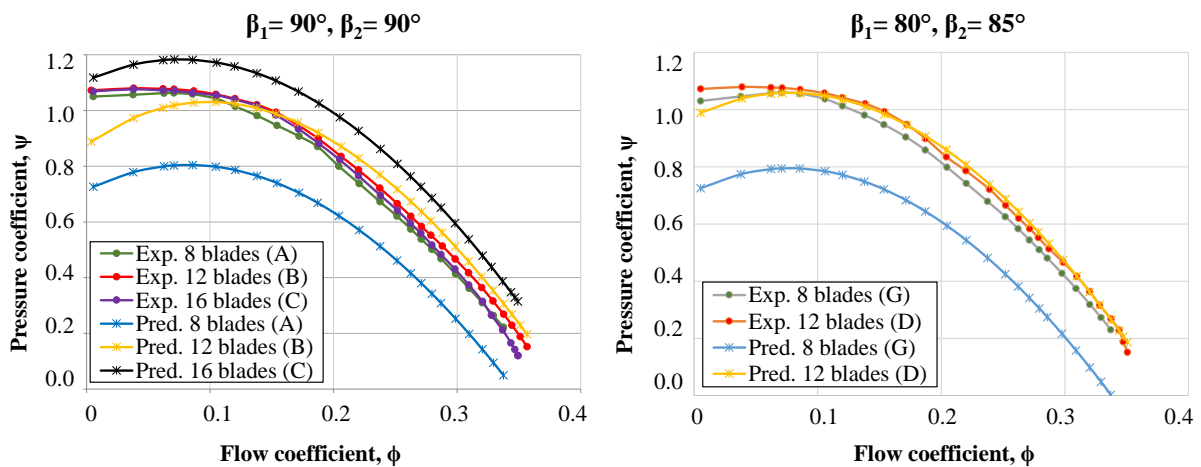 β1= 90°, β2= 90°
Pressure coefficient, ψ
1.2
1.0
0.8
0.6
0.4
0.2
0.0
Exp. 8 blades (A)
Exp. 12 blades (B)
Exp. 16 blades (C)
Pred. 8 blades (A)
Pred. 12 blades (B)
Pred. 16 blades (C)
0
0.1
0.2
0.3
0.4
Flow coefficient, ϕ
β1= 80°, β2= 85°
Pressure coefficient, ψ
1.2
1.0
0.8
0.6
0.4
0.2
0.0
Exp. 8 blades (G)
Exp. 12 blades (D)
Pred. 8 blades (G)
Pred. 12 blades (D)
0
0.1
0.2
0.3
0.4
Flow coefficient, ϕ